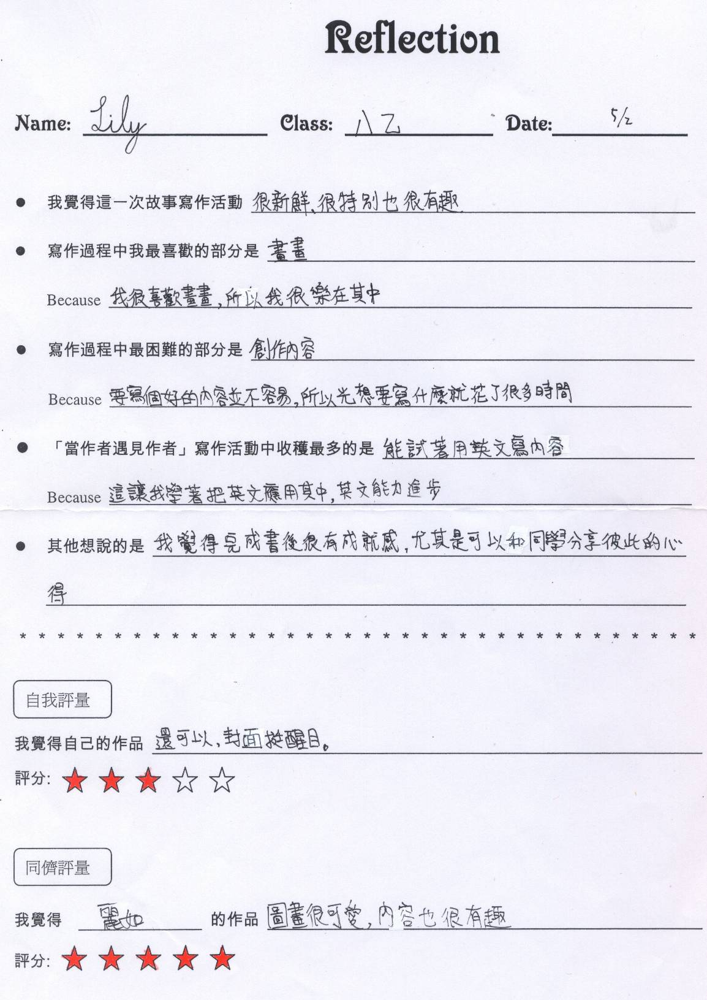 Reflection
Name: Lily Class: 八乙 Date: 5/2
● 我覺得這一次故事寫作活動 很新鮮、很特別也很有趣.
● 寫作過程中我最喜歡的部分是 畫畫
Because 我很喜歡畫畫,所以我很樂在其中
● 寫作過程中最困難的部分是 創作內容
Because 要寫個好的內容並不容易,所以光想要寫什麼就花了很多時間
● 「當作者遇見作者」寫作活動中收穫最多的是 能試著用英文寫內容
Because 這讓我學著把英文應用其中,英文能力進步
● 其他想說的是 我覺得完成書後很有成就感,尤其是可以和同學分享彼此的心
得
* * * * * * * * * * * * * * * * * * * * * * * * * * * * * * * * * * * *
自我評量
我覺得自己的作品 還可以,封面挺醒目。
評分: ★ ★ ★ ☆ ☆
同儕評量
我覺得 麗如 的作品 圖畫很可愛,內容也很有趣
評分: ★ ★ ★ ★ ★